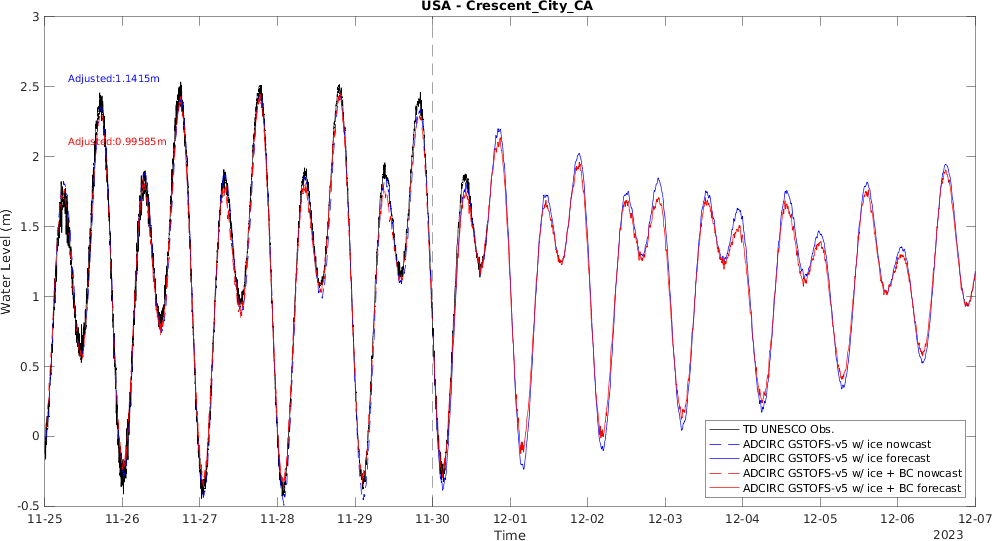 USA - Crescent_City_CA
3
2.5
2
1.5
1
0.5
0
-0.5
Water Level (m)
Adjusted:1.1415m
Adjusted:0.99585m
TD UNESCO Obs.
ADCIRC GSTOFS-v5 w/ ice nowcast
ADCIRC GSTOFS-v5 w/ ice forecast
ADCIRC GSTOFS-v5 w/ ice + BC nowcast
ADCIRC GSTOFS-v5 w/ ice + BC forecast
11-25 11-26 11-27 11-28 11-29 11-30 12-01 12-02 12-03 12-04 12-05 12-06 12-07
Time
2023